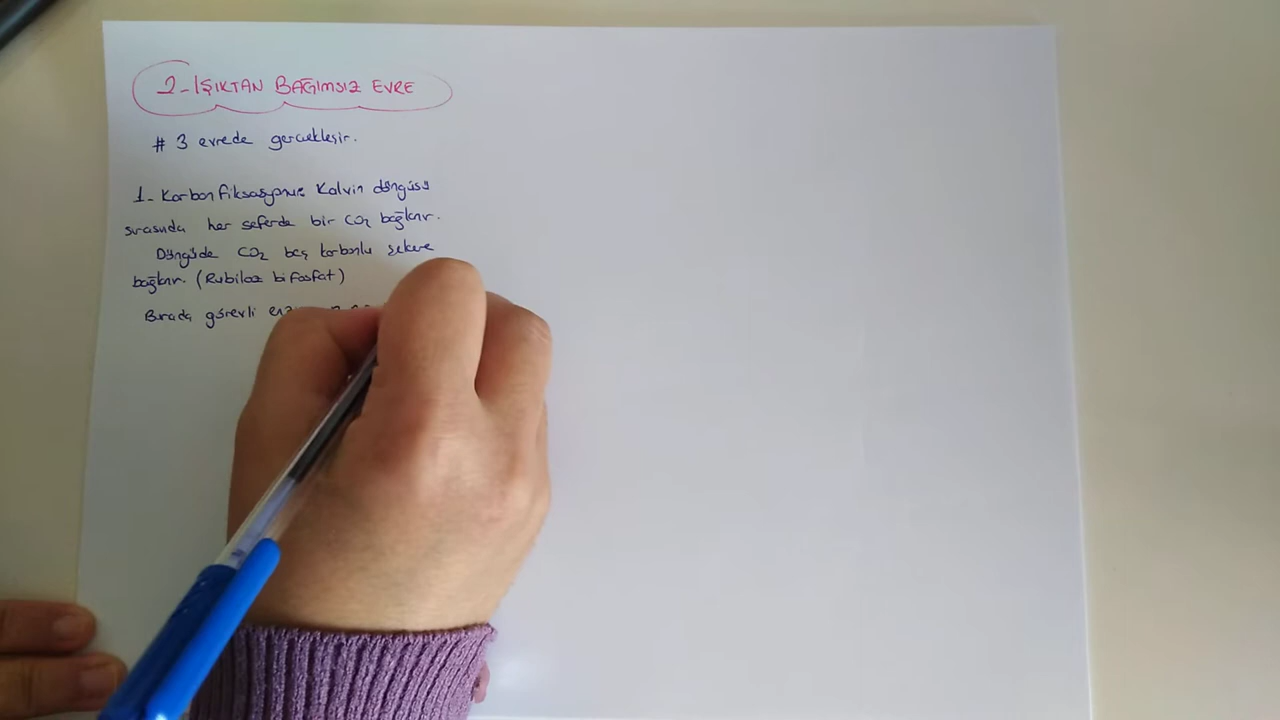 2- IŞIKTAN BAĞIMSIZ EVRE
# 3 evrede gerçekleşir.
1- Karbon fiksasyonu: Kalvin döngüsü
sırasında her seferde bir CO₂ bağlanır.
Döngüde CO₂ beş karbonlu şekere
bağlanır. (Rubiloz bifosfat)
Burada görevli